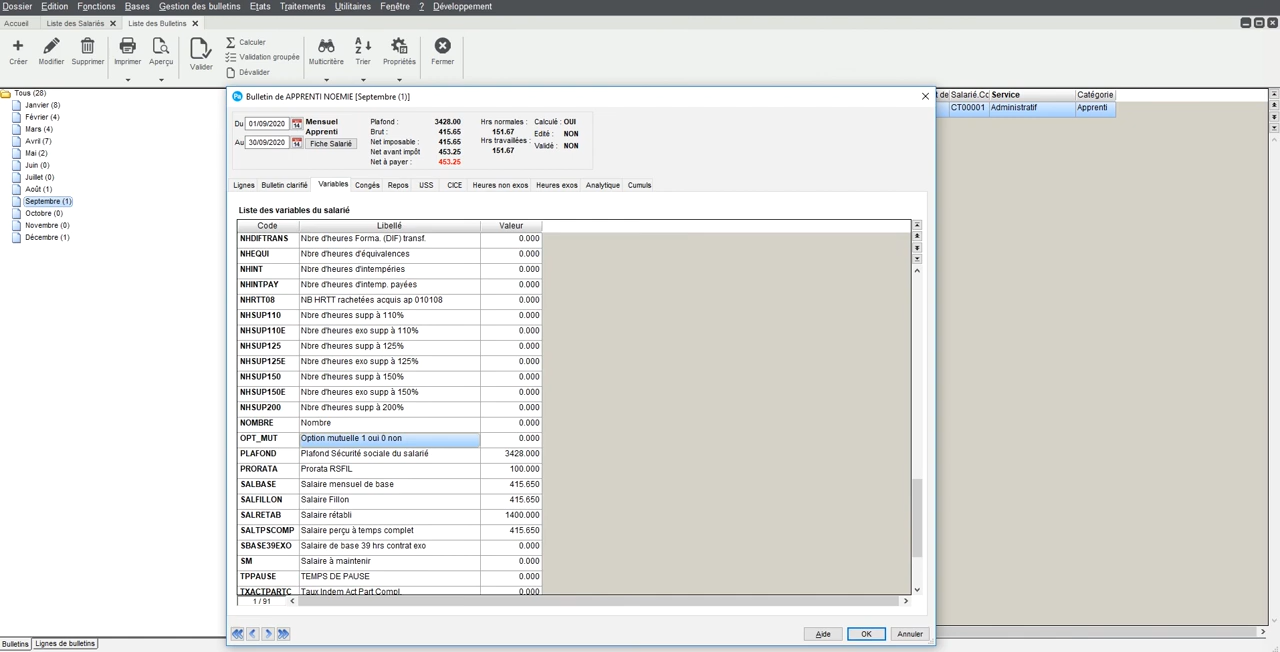 Dossier Edition Fonctions Bases Gestion des bulletins Etats Traitements Utilitaires Fenêtre ? Développement
Accueil Liste des Salariés Liste des Bulletins
Créer Modifier Supprimer Imprimer Aperçu Valider
Calculer
Validation groupée
Dévalider
Multicritère Trier Propriétés Fermer
Tous (28)
Janvier (8)
Février (4)
Mars (4)
Avril (7)
Mai (2)
Juin (0)
Juillet (0)
Août (1)
Septembre (1)
Octobre (0)
Novembre (0)
Décembre (1)
Bulletins Lignes de bulletins
t de Salarié.Co Service Catégorie
CT00001 Administratif Apprenti
Bulletin de APPRENTI NOEMIE [Septembre (1)]
Du 01/09/2020 14 Mensuel
Apprenti
Au 30/09/2020 14 Fiche Salarié
Plafond : 3428.00
Brut : 415.65
Net imposable : 415.65
Net avant impôt 453.25
Net à payer : 453.25
Hrs normales :
151.67
Hrs travaillées :
151.67
Calculé : OUI
Edité : NON
Validé : NON
Lignes Bulletin clarifié Variables Congés Repos USS CICE Heures non exos Heures exos Analytique Cumuls
Liste des variables du salarié
Code Libellé Valeur
NHDIFTRANS Nbre d'heures Forma. (DIF) transf. 0.000
NHEQUI Nbre d'heures d'équivalences 0.000
NHINT Nbre d'heures d'intempéries 0.000
NHINTPAY Nbre d'heures d'intemp. payées 0.000
NHRTT08 NB HRTT rachetées acquis ap 010108 0.000
NHSUP110 Nbre d'heures supp à 110% 0.000
NHSUP110E Nbre d'heures exo supp à 110% 0.000
NHSUP125 Nbre d'heures supp à 125% 0.000
NHSUP125E Nbre d'heures exo supp à 125% 0.000
NHSUP150 Nbre d'heures supp à 150% 0.000
NHSUP150E Nbre d'heures exo supp à 150% 0.000
NHSUP200 Nbre d'heures supp à 200% 0.000
NOMBRE Nombre 0.000
OPT_MUT Option mutuelle 1 oui 0 non 0.000
PLAFOND Plafond Sécurité sociale du salarié 3428.000
PRORATA Prorata RSFIL 100.000
SALBASE Salaire mensuel de base 415.650
SALFILLON Salaire Fillon 415.650
SALRETAB Salaire rétabli 1400.000
SALTPSCOMP Salaire perçu à temps complet 415.650
SBASE39EXO Salaire de base 39 hrs contrat exo 0.000
SM Salaire à maintenir 0.000
TPPAUSE TEMPS DE PAUSE 0.000
TXACTPARTC Taux Indem Act Part Compl. 0.000
1 / 91
Aide OK Annuler